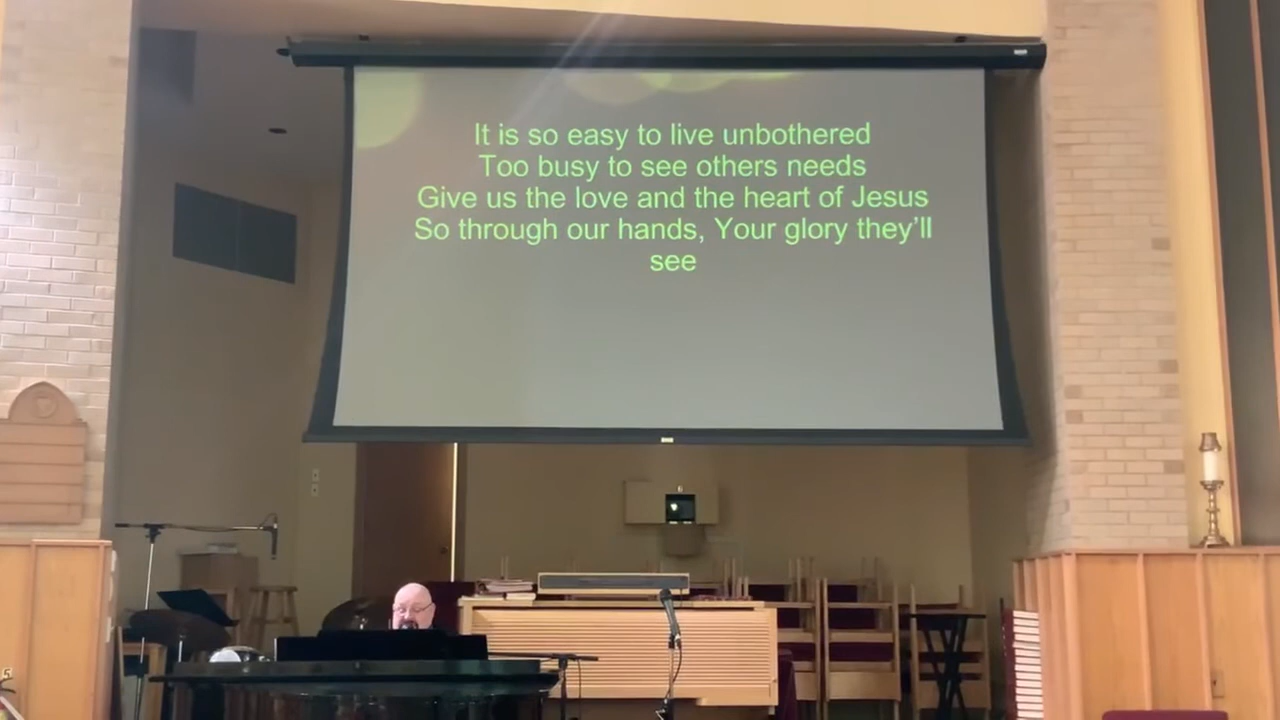 It is so easy to live unbothered
Too busy to see others needs
Give us the love and the heart of Jesus
So through our hands, Your glory they’ll
see